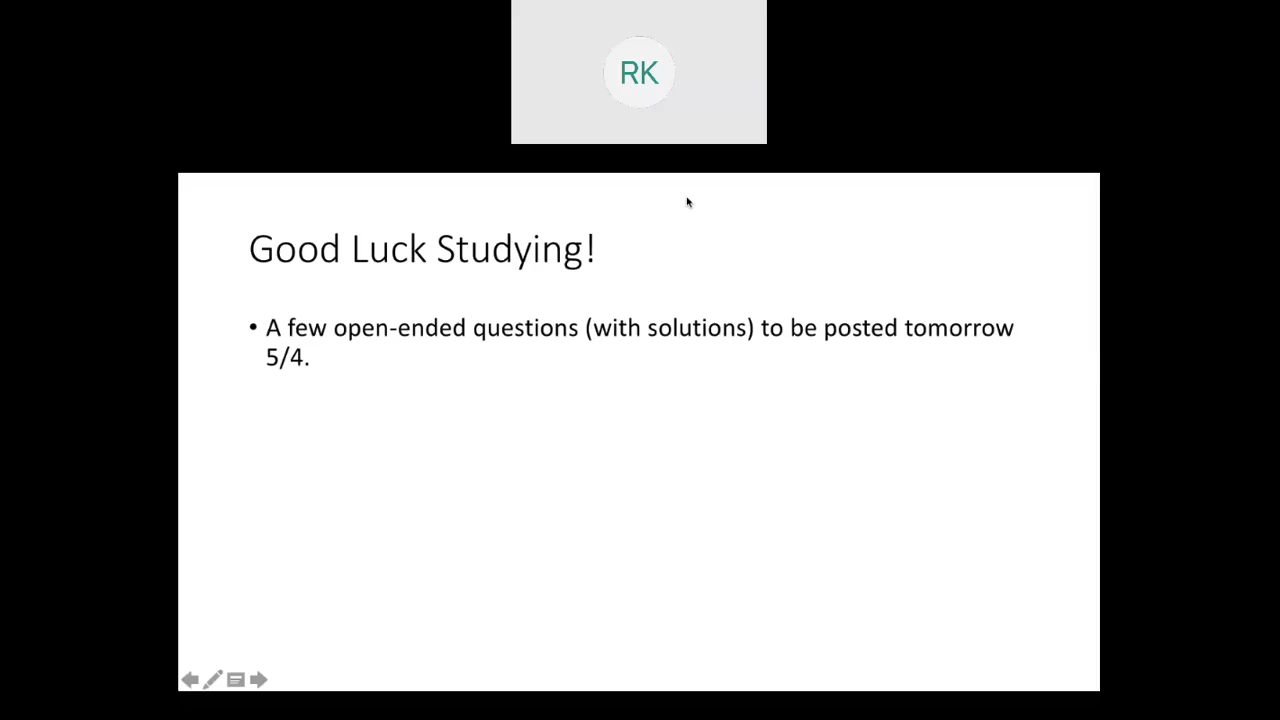 RK
Good Luck Studying!
• A few open-ended questions (with solutions) to be posted tomorrow
5/4.